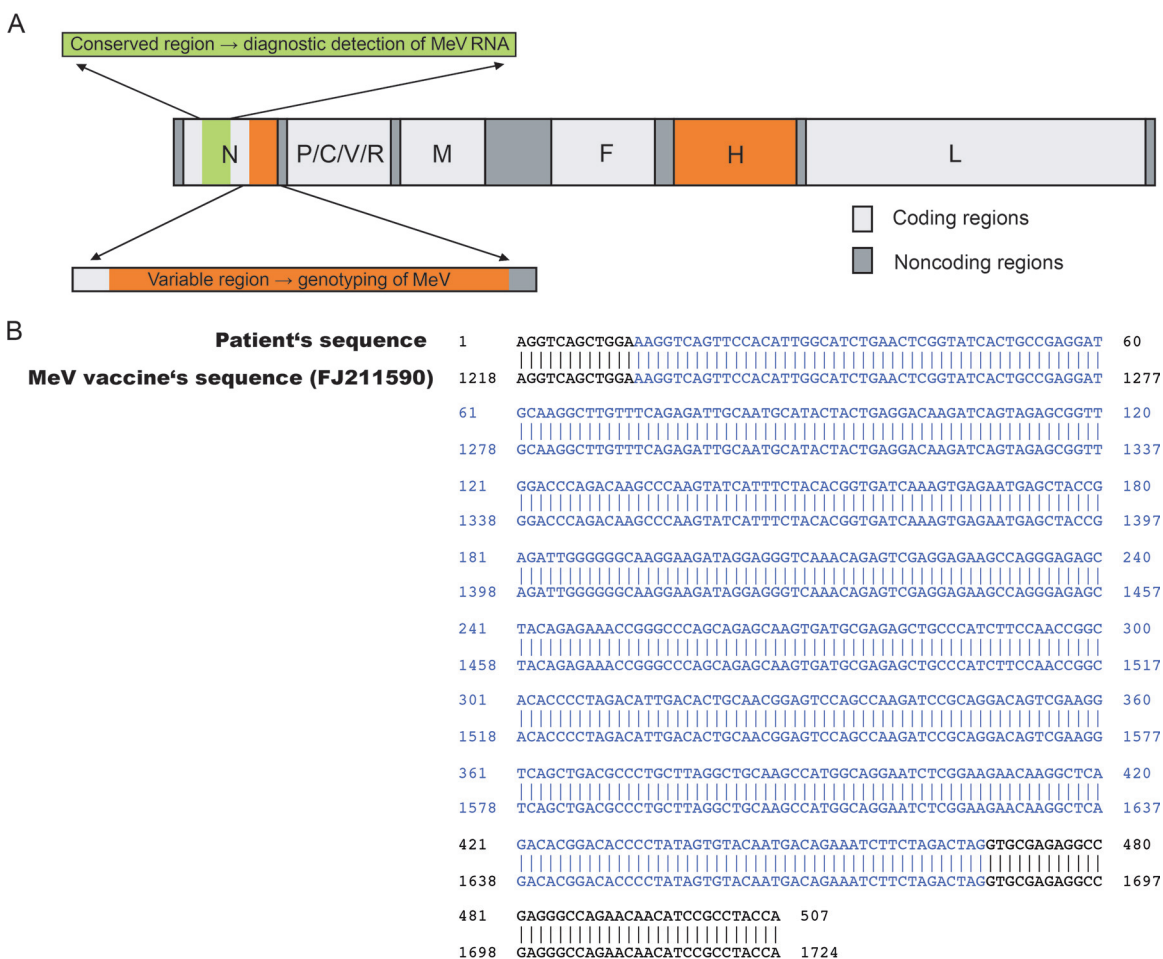 A
Conserved region → diagnostic detection of MeV RNA
N P/C/V/R M F H L
Coding regions
Noncoding regions
Variable region → genotyping of MeV
B
Patient‘s sequence 1 AGGTCAGCTGGAAAGGTCAGTTCCACATTGGCATCTGAACTCGGTATCACTGCCGAGGAT 60
MeV vaccine‘s sequence (FJ211590) 1218 AGGTCAGCTGGAAAGGTCAGTTCCACATTGGCATCTGAACTCGGTATCACTGCCGAGGAT 1277
61 GCAAGGCTTGTTTCAGAGATTGCAATGCATACTACTGAGGACAAGATCAGTAGAGCGGTT 120
1278 GCAAGGCTTGTTTCAGAGATTGCAATGCATACTACTGAGGACAAGATCAGTAGAGCGGTT 1337
121 GGACCCAGACAAGCCCAAGTATCATTTCTACACGGTGATCAAAGTGAGAATGAGCTACCG 180
1338 GGACCCAGACAAGCCCAAGTATCATTTCTACACGGTGATCAAAGTGAGAATGAGCTACCG 1397
181 AGATTGGGGGGCAAGGAAGATAGGAGGGTCAAACAGAGTCGAGGAGAAGCCAGGGAGAGC 240
1398 AGATTGGGGGGCAAGGAAGATAGGAGGGTCAAACAGAGTCGAGGAGAAGCCAGGGAGAGC 1457
241 TACAGAGAAACCGGGCCCAGCAGAGCAAGTGATGCGAGAGCTGCCCATCTTCCAACCGGC 300
1458 TACAGAGAAACCGGGCCCAGCAGAGCAAGTGATGCGAGAGCTGCCCATCTTCCAACCGGC 1517
301 ACACCCCTAGACATTGACACTGCAACGGAGTCCAGCCAAGATCCGCAGGACAGTCGAAGG 360
1518 ACACCCCTAGACATTGACACTGCAACGGAGTCCAGCCAAGATCCGCAGGACAGTCGAAGG 1577
361 TCAGCTGACGCCCTGCTTAGGCTGCAAGCCATGGCAGGAATCTCGGAAGAACAAGGCTCA 420
1578 TCAGCTGACGCCCTGCTTAGGCTGCAAGCCATGGCAGGAATCTCGGAAGAACAAGGCTCA 1637
421 GACACGGACACCCCTATAGTGTACAATGACAGAAATCTTCTAGACTAGGTGCGAGAGGCC 480
1638 GACACGGACACCCCTATAGTGTACAATGACAGAAATCTTCTAGACTAGGTGCGAGAGGCC 1697
481 GAGGGCCAGAACAACATCCGCCTACCA 507
1698 GAGGGCCAGAACAACATCCGCCTACCA 1724